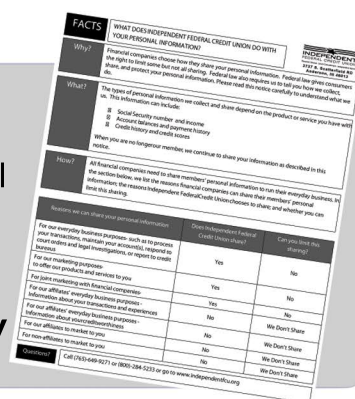 FACTS
WHAT DOES INDEPENDENT FEDERAL CREDIT UNION DO WITH
YOUR PERSONAL INFORMATION?
INDEPENDENT
FEDERAL CREDIT UNION
Anderson, IN 46013
Why?
Financial companies choose how they share your personal information. Federal law gives consumers
the right to limit some but not all sharing. Federal law also requires us to tell you how we collect,
share, and protect your personal information. Please read this notice carefully to understand what we
do.
What?
The types of personal information we collect and share depend on the product or service you have with
us. This information can include:
Social Security number and income
Account balances and payment history
Credit history and credit scores
When you are no longer our member, we continue to share your information as described in this
notice.
How?
All financial companies need to share members' personal information to run their everyday business. In
the section below, we list the reasons financial companies can share their members' personal
information; the reasons Independent Federal Credit Union chooses to share; and whether you can
limit this sharing.
Reasons we can share your personal information
Does Independent Federal
Credit Union share?
Can you limit this
sharing?
For our everyday business purposes- such as to process
your transactions, maintain your account(s), respond to
court orders and legal investigations, or report to credit
bureaus
Yes
No
For our marketing purposes-
to offer our products and services to you
Yes
No
For joint marketing with financial companies
Yes
No
For our affiliates' everyday business purposes -
Information about your transactions and experiences
No
We Don't Share
For our affiliates' everyday business purposes -
Information about your creditworthiness
No
We Don't Share
For our affiliates to market to you
No
We Don't Share
For non-affiliates to market to you
No
We Don't Share
Questions?
Call (765)-649-9271 or (800)-284-5233 or go to www.independentfcu.org